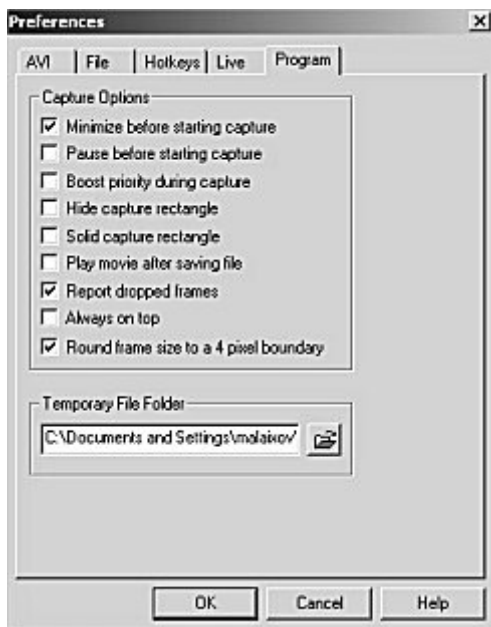 Preferences
AVI File Hotkeys Live Program
Capture Options
Minimize before starting capture
Pause before starting capture
Boost priority during capture
Hide capture rectangle
Solid capture rectangle
Play movie after saving file
Report dropped frames
Always on top
Round frame size to a 4 pixel boundary
Temporary File Folder
C:\Documents and Settings\malaixov'
OK Cancel Help